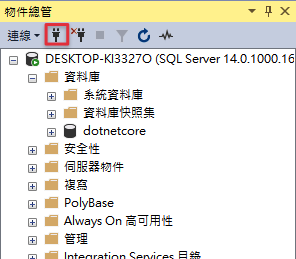 物件總管
連線
DESKTOP-KI3327O (SQL Server 14.0.1000.16
資料庫
系統資料庫
資料庫快照集
dotnetcore
安全性
伺服器物件
複寫
PolyBase
Always On 高可用性
管理
Integration Services 目錄